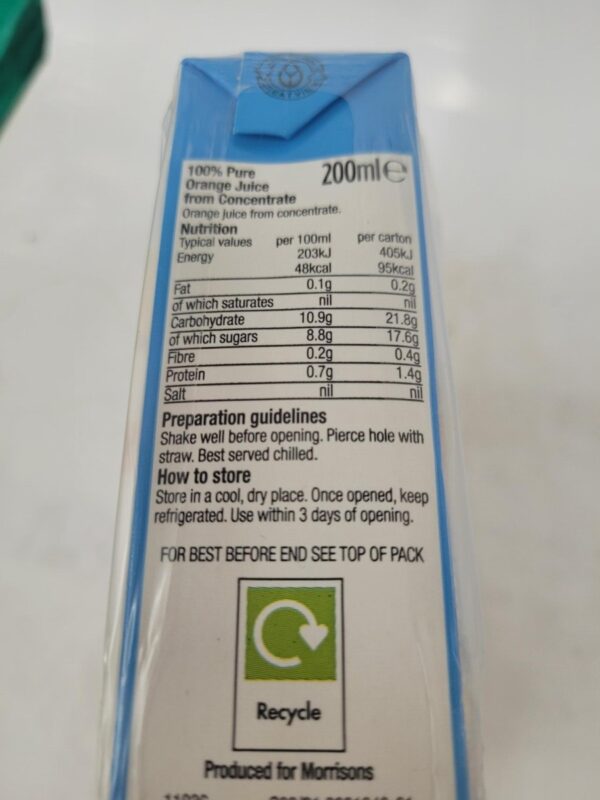 100% Pure
Orange Juice
from Concentrate
200ml ℮
Orange juice from concentrate.
Nutrition
Typical values per 100ml per carton
Energy 203kJ 405kJ
48kcal 95kcal
Fat 0.1g 0.2g
of which saturates nil nil
Carbohydrate 10.9g 21.8g
of which sugars 8.8g 17.6g
Fibre 0.2g 0.4g
Protein 0.7g 1.4g
Salt nil nil
Preparation guidelines
Shake well before opening. Pierce hole with
straw. Best served chilled.
How to store
Store in a cool, dry place. Once opened, keep
refrigerated. Use within 3 days of opening.
FOR BEST BEFORE END SEE TOP OF PACK
Recycle
Produced for Morrisons